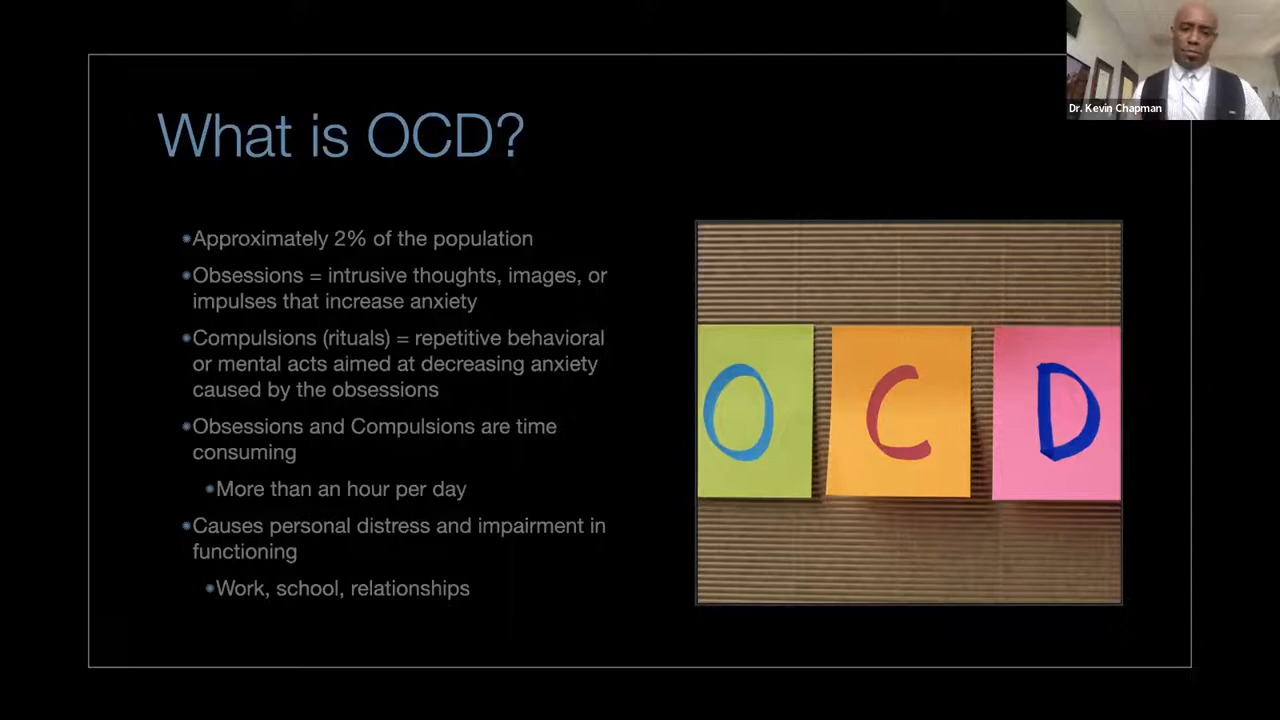 Dr. Kevin Chapman
What is OCD?
Approximately 2% of the population
Obsessions = intrusive thoughts, images, or
impulses that increase anxiety
Compulsions (rituals) = repetitive behavioral
or mental acts aimed at decreasing anxiety
caused by the obsessions
Obsessions and Compulsions are time
consuming
More than an hour per day
Causes personal distress and impairment in
functioning
Work, school, relationships
O C D